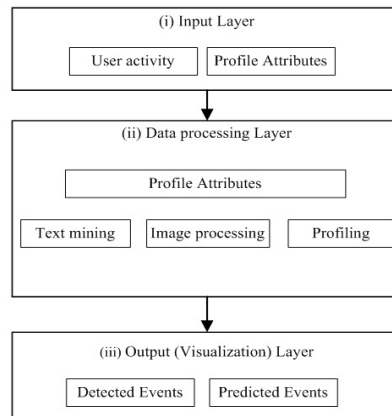 (i) Input Layer
User activity
Profile Attributes
(ii) Data processing Layer
Profile Attributes
Text mining
Image processing
Profiling
(iii) Output (Visualization) Layer
Detected Events
Predicted Events